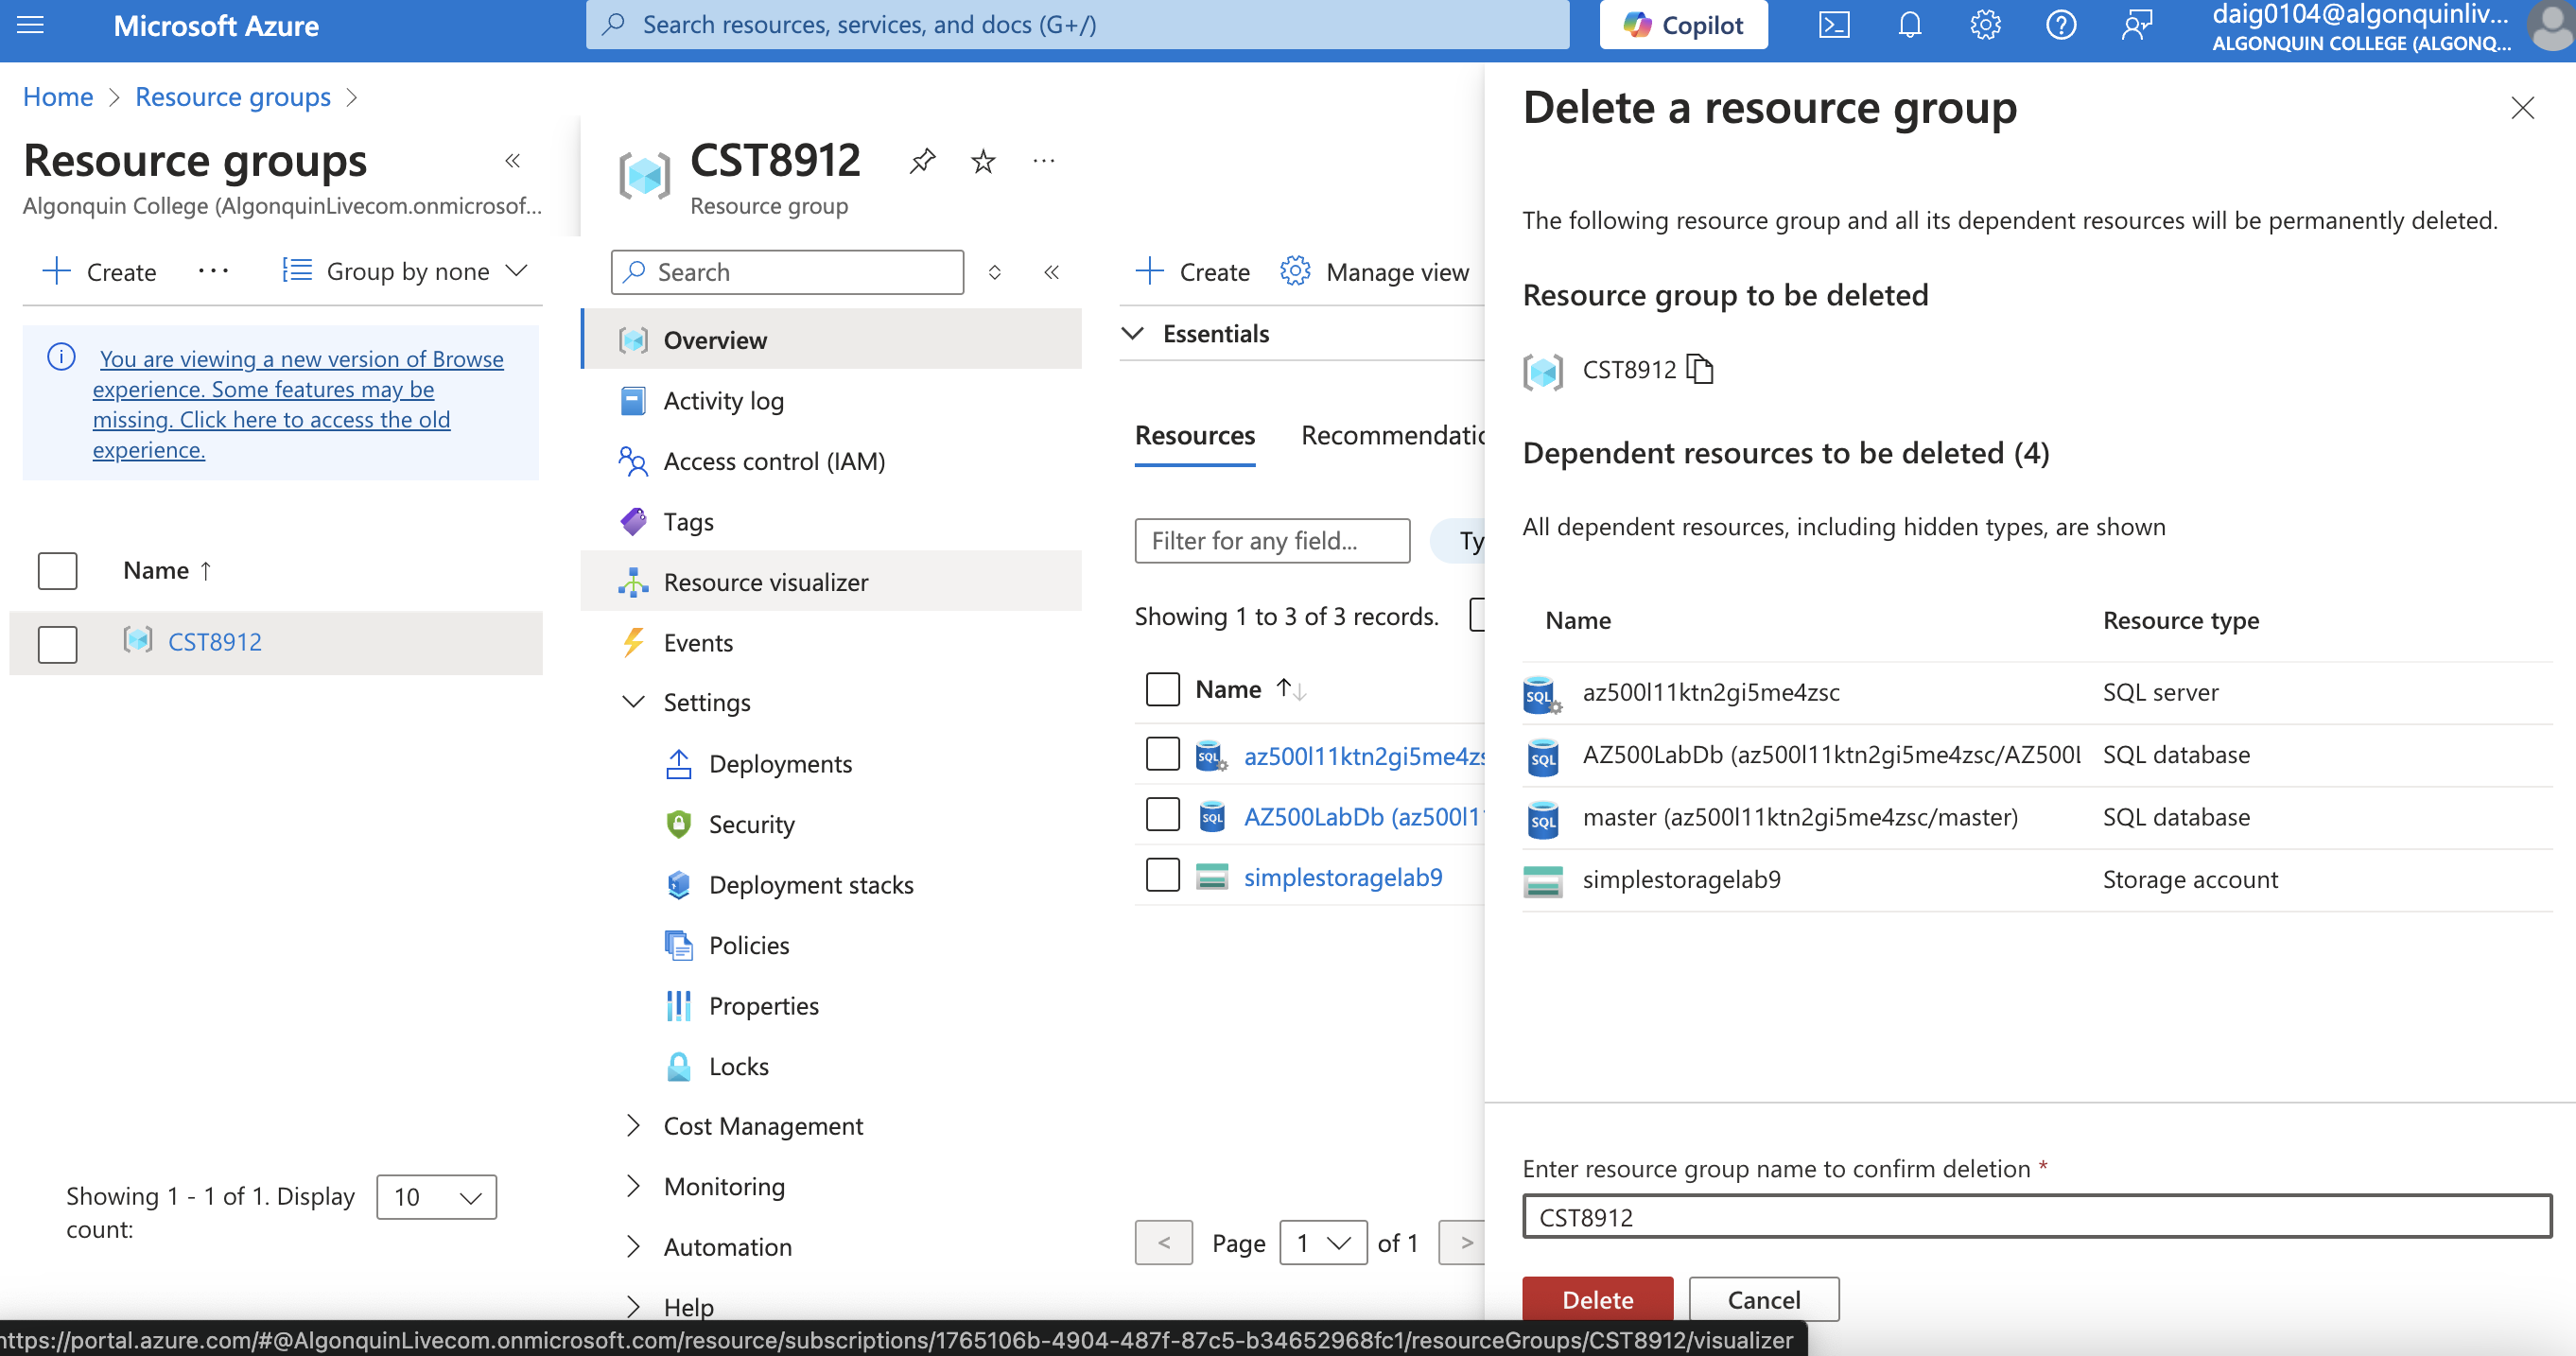 Microsoft Azure
Search resources, services, and docs (G+/)
Copilot
daig0104@algonquinliv...
ALGONQUIN COLLEGE (ALGONQ...
Home
Resource groups
Resource groups
Algonquin College (AlgonquinLivecom.onmicrosof...
Create
Group by none
You are viewing a new version of Browse
experience. Some features may be
missing. Click here to access the old
experience.
Name ↑
CST8912
Showing 1 - 1 of 1. Display
count:
10
CST8912
Resource group
Search
Overview
Activity log
Access control (IAM)
Tags
Resource visualizer
Events
Settings
Deployments
Security
Deployment stacks
Policies
Properties
Locks
Cost Management
Monitoring
Automation
Help
Create
Manage view
Essentials
Resources
Recommendatio
Filter for any field...
Ty
Showing 1 to 3 of 3 records.
Name ↑↓
az500l11ktn2gi5me4zs
AZ500LabDb (az500l11
simplestoragelab9
< Page 1 of 1 >
Delete a resource group
The following resource group and all its dependent resources will be permanently deleted.
Resource group to be deleted
CST8912
Dependent resources to be deleted (4)
All dependent resources, including hidden types, are shown
Name Resource type
az500l11ktn2gi5me4zsc SQL server
AZ500LabDb (az500l11ktn2gi5me4zsc/AZ500l SQL database
master (az500l11ktn2gi5me4zsc/master) SQL database
simplestoragelab9 Storage account
Enter resource group name to confirm deletion *
CST8912
Delete
Cancel
https://portal.azure.com/#@AlgonquinLivecom.onmicrosoft.com/resource/subscriptions/1765106b-4904-487f-87c5-b34652968fc1/resourceGroups/CST8912/visualizer